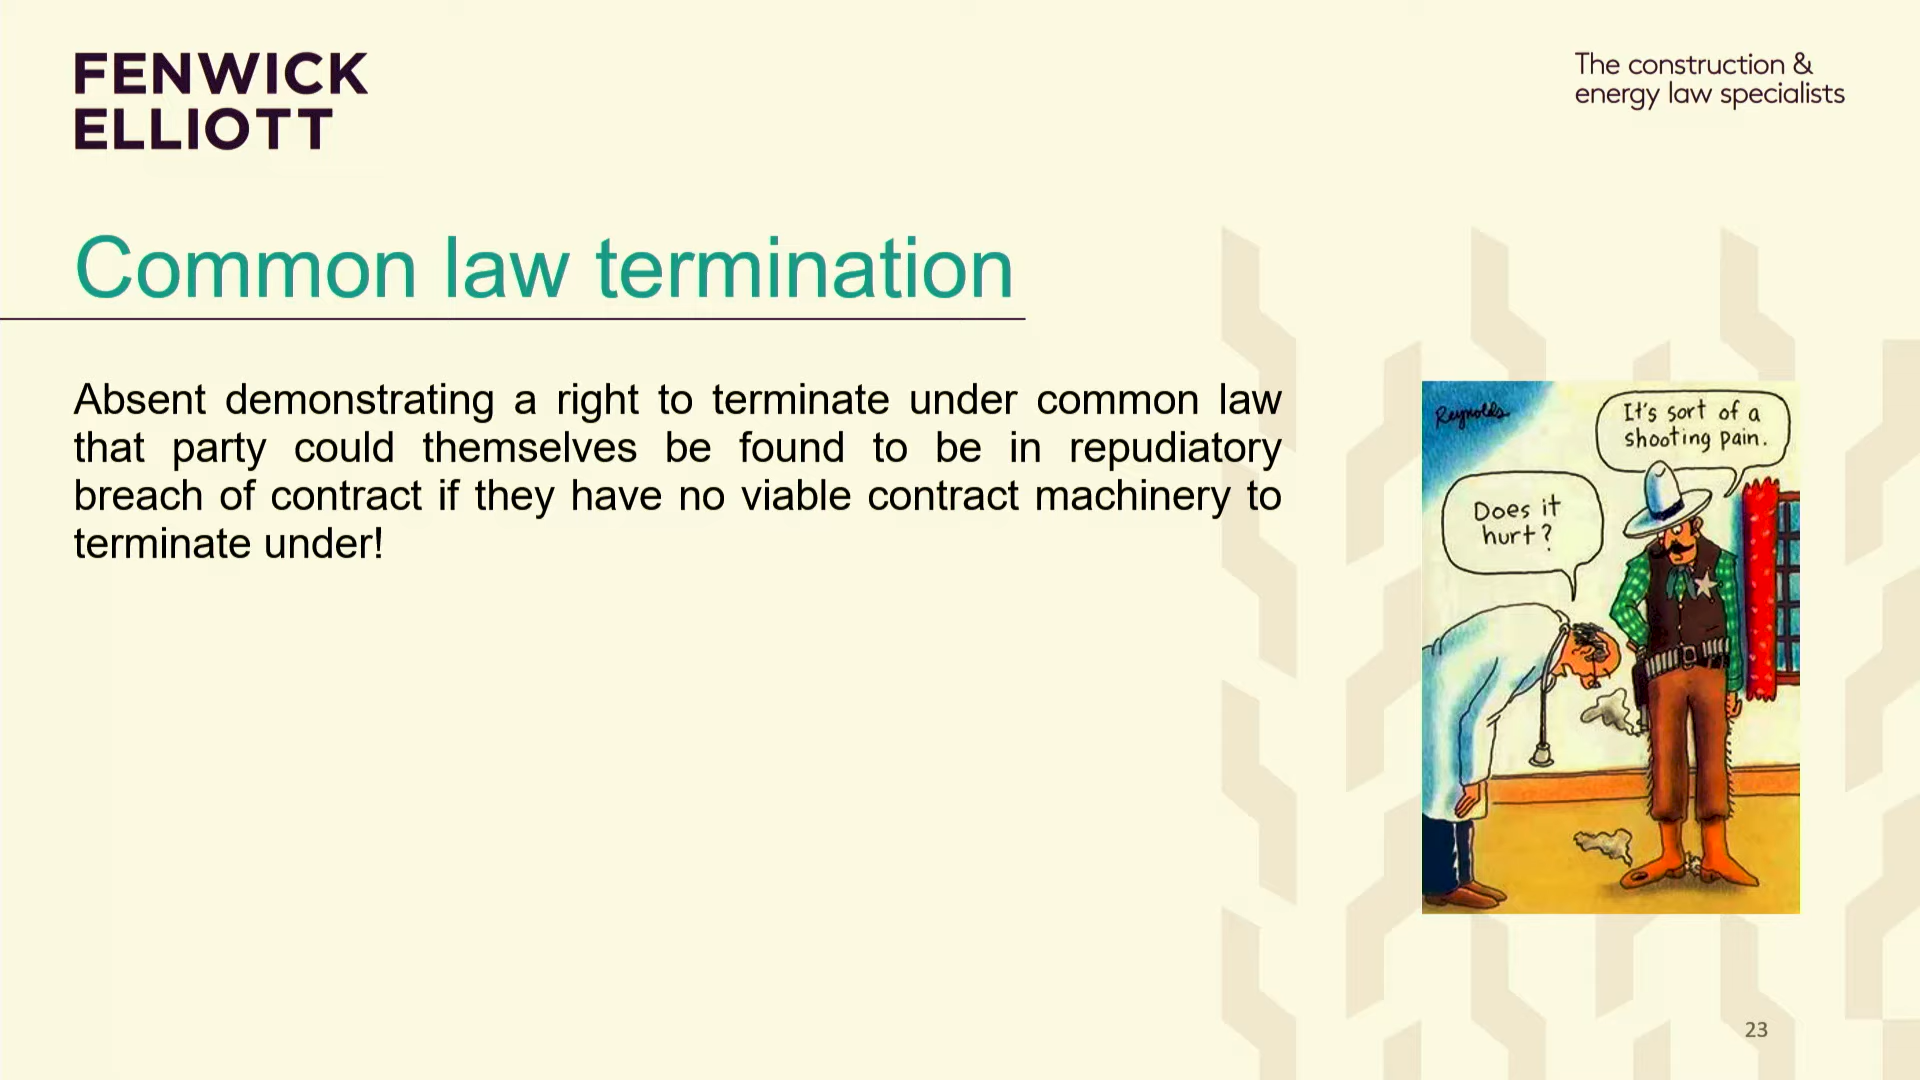 FENWICK
ELLIOTT
The construction &
energy law specialists
Common law termination
Absent demonstrating a right to terminate under common law
that party could themselves be found to be in repudiatory
breach of contract if they have no viable contract machinery to
terminate under!
Reynolds
It's sort of a
shooting pain.
Does it
hurt?
23